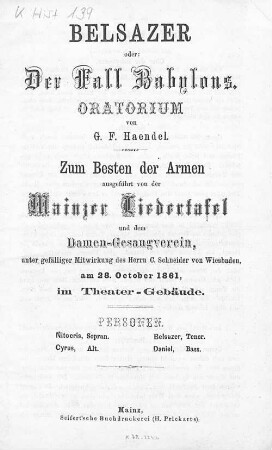 K Hist 139
BELSAZER
oder:
Der Fall Babylons.
ORATORIUM
von
G. F. Haendel.
Zum Besten der Armen
ausgeführt von der
Mainzer Liedertafel
und dem
Damen-Gesangverein,
unter gefälliger Mitwirkung des Herrn C. Schneider von Wiesbaden,
am 28. October 1861,
im Theater-Gebäude.
PERSONEN.
Nitocris, Sopran. Belsazer, Tenor.
Cyrus, Alt. Daniel, Bass.
Mainz,
Seifert'sche Buchdruckerei (H. Prickarts).